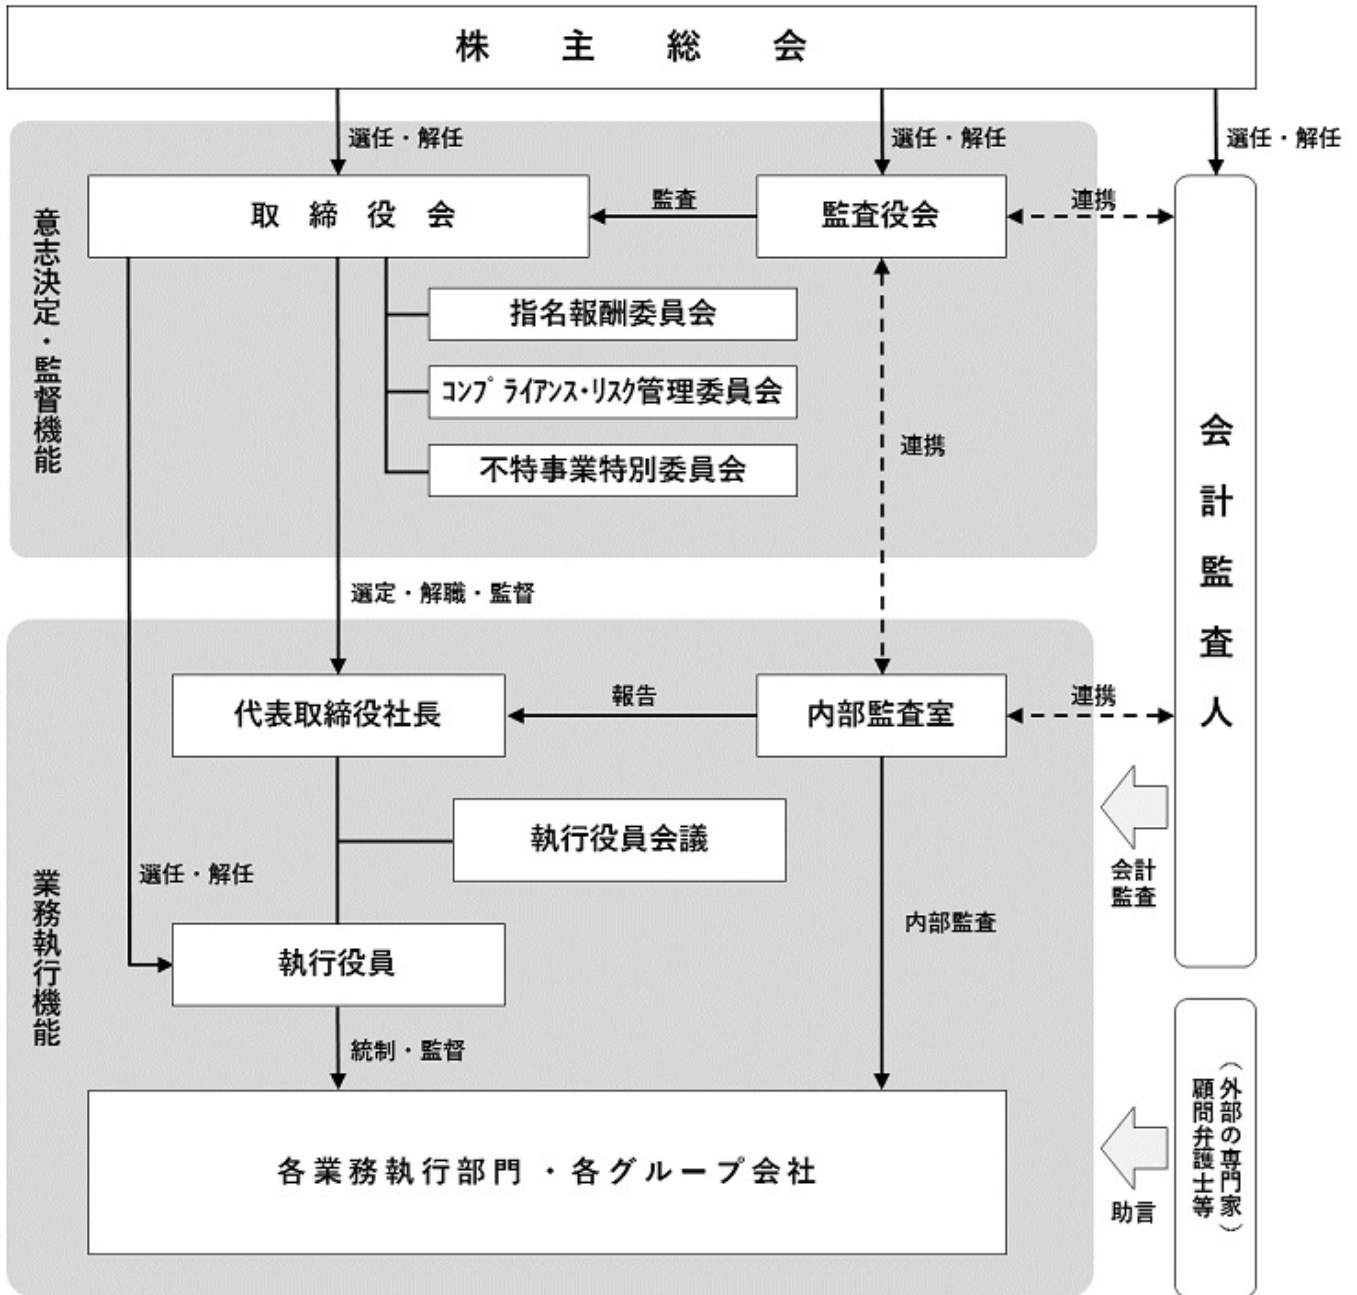 株主総会
選任・解任
選任・解任
選任・解任
意志決定・監督機能
取締役会
監査
監査役会
連携
指名報酬委員会
ｺﾝﾌﾟﾗｲｱﾝｽ･ﾘｽｸ管理委員会
不特事業特別委員会
連携
会計監査人
選定・解職・監督
業務執行機能
代表取締役社長
報告
内部監査室
連携
執行役員会議
会計
監査
選任・解任
内部監査
執行役員
統制・監督
各業務執行部門・各グループ会社
助言
（外部の専門家）
顧問弁護士等